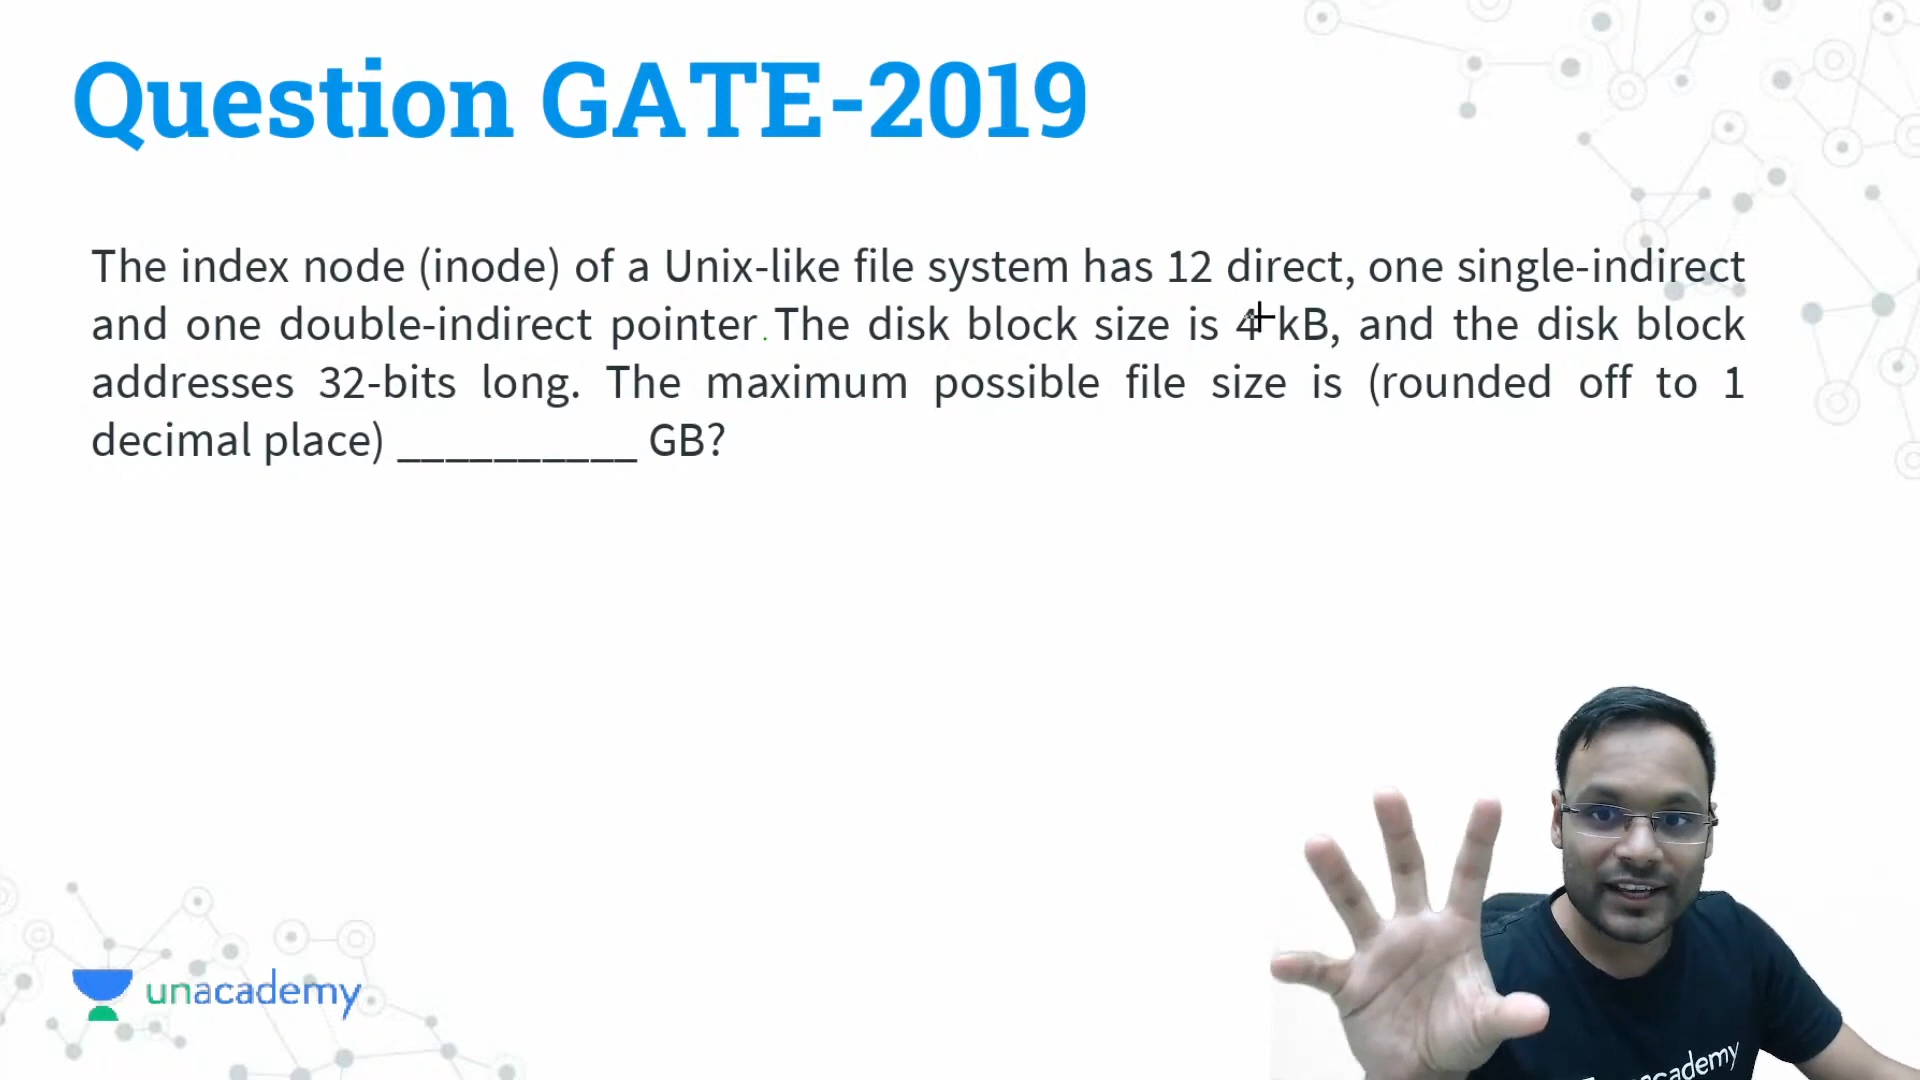 Question GATE-2019
The index node (inode) of a Unix-like file system has 12 direct, one single-indirect
and one double-indirect pointer. The disk block size is 4 kB, and the disk block
addresses 32-bits long. The maximum possible file size is (rounded off to 1
decimal place) __________ GB?
unacademy
academy